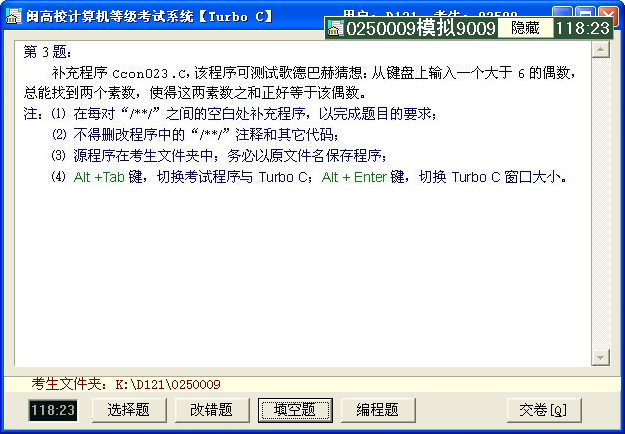 闽高校计算机等级考试系统【Turbo C】
0250009模拟9009 隐藏 118:23
第 3 题:
补充程序 Ccon023.C,该程序可测试歌德巴赫猜想:从键盘上输入一个大于 6 的偶数,
总能找到两个素数,使得这两素数之和正好等于该偶数。
注: ⑴ 在每对“/**/”之间的空白处补充程序,以完成题目的要求;
⑵ 不得删改程序中的“/**/”注释和其它代码;
⑶ 源程序在考生文件夹中;务必以原文件名保存程序;
⑷ Alt +Tab 键,切换考试程序与 Turbo C; Alt + Enter 键,切换 Turbo C 窗口大小。
考生文件夹: K:\D121\0250009
118:23 选择题 改错题 填空题 编程题 交卷[Q]